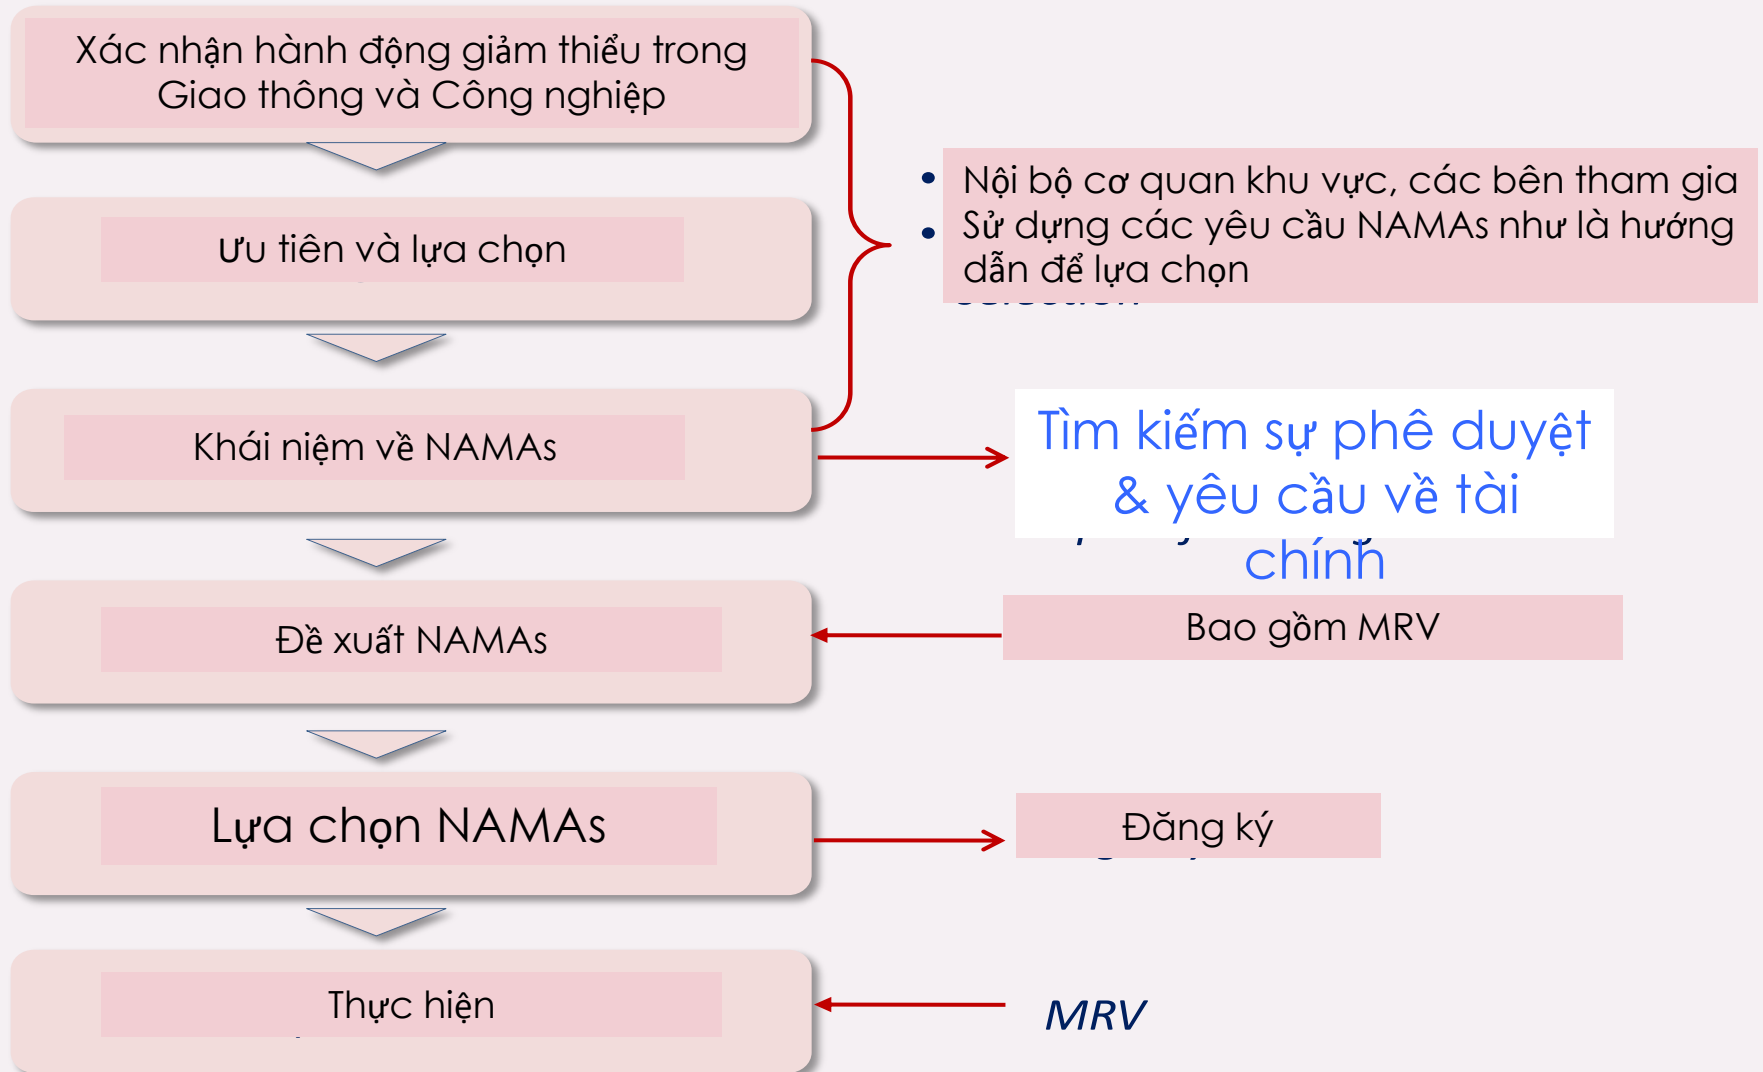 Xác nhận hành động giảm thiểu trong
Giao thông và Công nghiệp
• Nội bộ cơ quan khu vực, các bên tham gia
• Sử dụng các yêu cầu NAMAs như là hướng
dẫn để lựa chọn
Ưu tiên và lựa chọn
Khái niệm về NAMAs
Tìm kiếm sự phê duyệt
& yêu cầu về tài
chính
Đề xuất NAMAs
Bao gồm MRV
Lựa chọn NAMAs
Đăng ký
Thực hiện
MRV